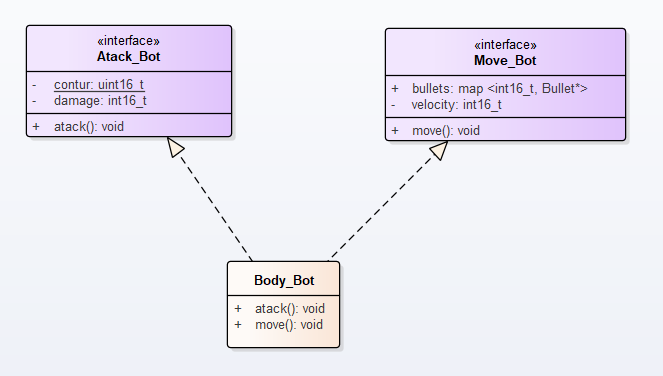 «interface»
Atack_Bot
- contur: uint16_t
- damage: int16_t
+ atack(): void
«interface»
Move_Bot
+ bullets: map <int16_t, Bullet*>
- velocity: int16_t
+ move(): void
Body_Bot
+ atack(): void
+ move(): void